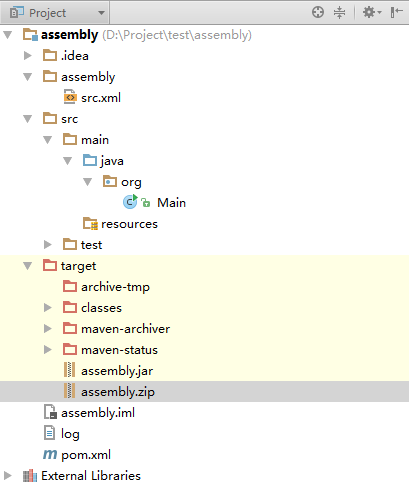 Project
assembly (D:\Project\test\assembly)
.idea
assembly
src.xml
src
main
java
org
Main
resources
test
target
archive-tmp
classes
maven-archiver
maven-status
assembly.jar
assembly.zip
assembly.iml
log
m pom.xml
External Libraries